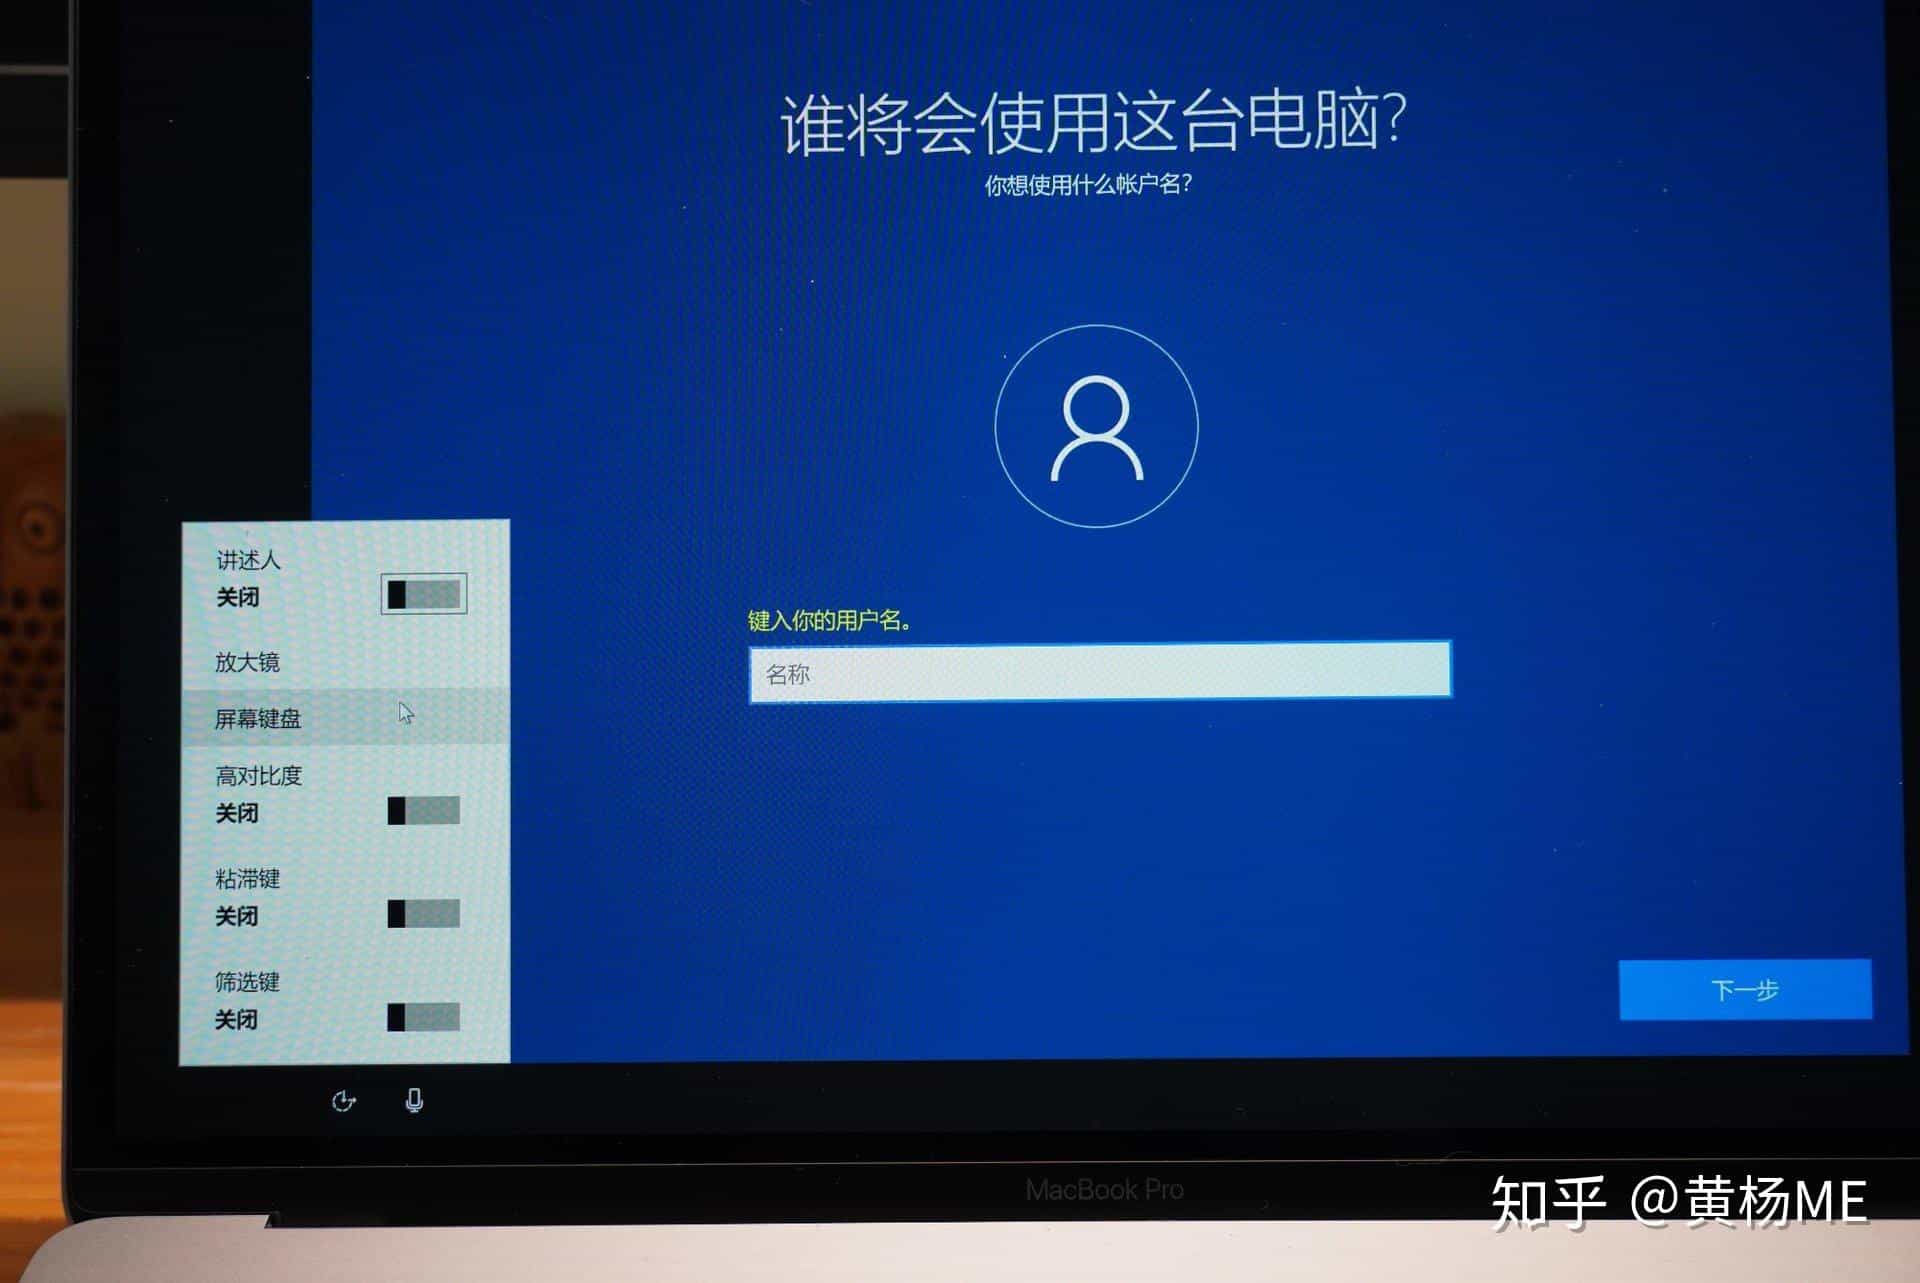 谁将会使用这台电脑?
你想使用什么帐户名?
讲述人
关闭
放大镜
屏幕键盘
高对比度
关闭
粘滞键
关闭
筛选键
关闭
键入你的用户名。
名称
下一步
MacBook Pro
知乎 @黄杨ME